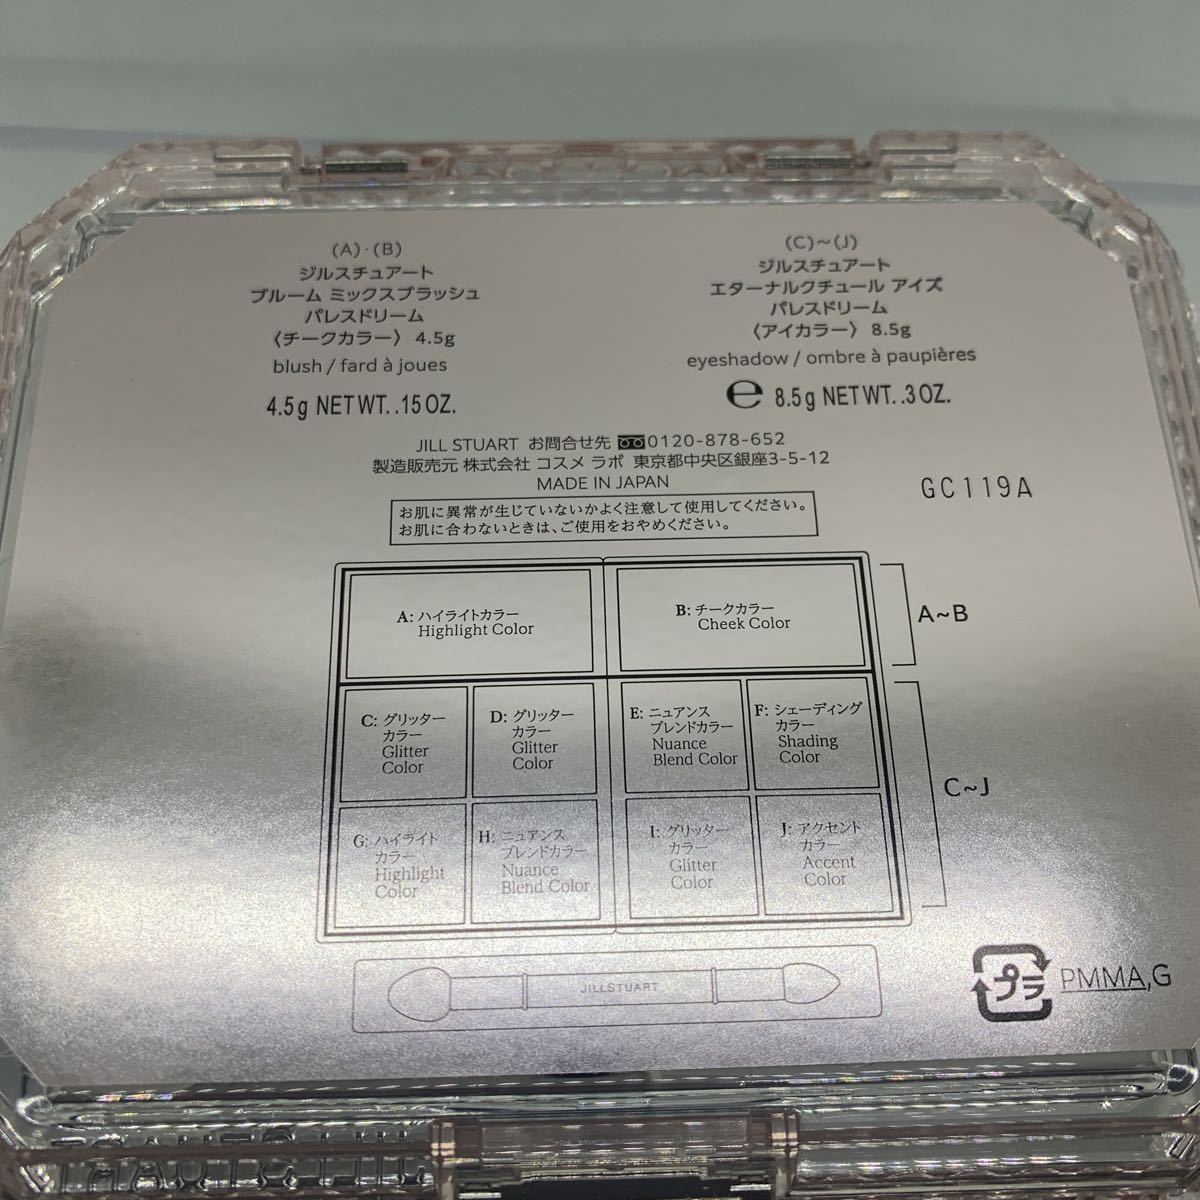 (A)・(B)
ジルスチュアート
ブルーム ミックスブラッシュ
パレスドリーム
〈チークカラー〉 4.5g
blush / fard à joues
4.5g NET WT. .15 OZ.
(C)~(J)
ジルスチュアート
エターナルクチュール アイズ
パレスドリーム
〈アイカラー〉 8.5g
eyeshadow / ombre à paupières
℮ 8.5g NET WT. .3 OZ.
JILL STUART お問合せ先 0120-878-652
製造販売元 株式会社 コスメ ラボ 東京都中央区銀座3-5-12
MADE IN JAPAN
GC119A
お肌に異常が生じていないかよく注意して使用してください。
お肌に合わないときは、ご使用をおやめください。
A: ハイライトカラー
Highlight Color
B: チークカラー
Cheek Color
A~B
C: グリッター
カラー
Glitter
Color
D: グリッター
カラー
Glitter
Color
E: ニュアンス
ブレンドカラー
Nuance
Blend Color
F: シェーディング
カラー
Shading
Color
G: ハイライト
カラー
Highlight
Color
H: ニュアンス
ブレンドカラー
Nuance
Blend Color
I: グリッター
カラー
Glitter
Color
J: アクセント
カラー
Accent
Color
C~J
JILLSTUART
プラ PMMA,G